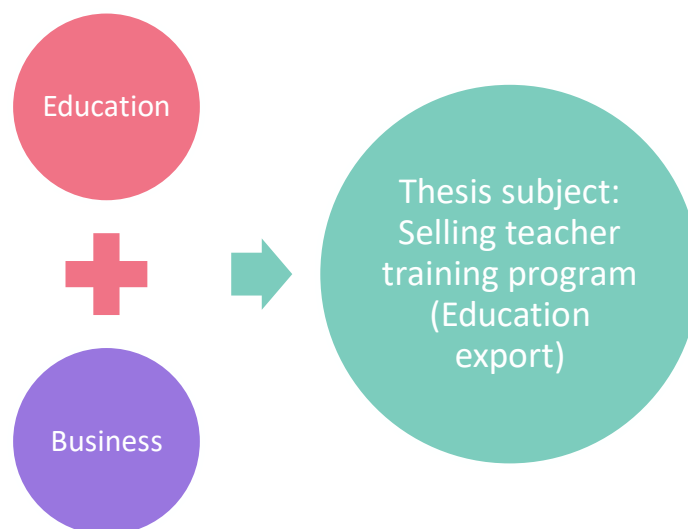 Education
Business
Thesis subject:
Selling teacher
training program
(Education
export)